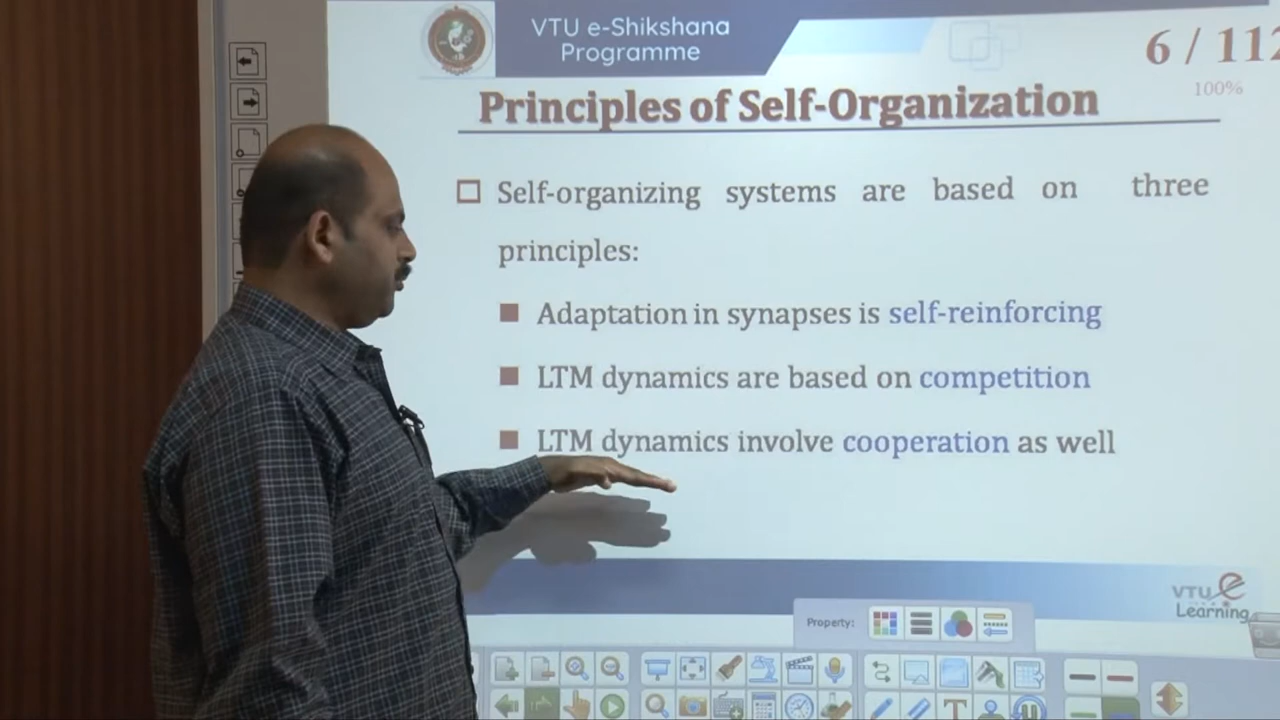 VTU e-Shikshana
Programme
6 / 112
100%
Principles of Self-Organization
Self-organizing systems are based on three
principles:
Adaptation in synapses is self-reinforcing
LTM dynamics are based on competition
LTM dynamics involve cooperation as well
VTU e
Learning
Property: